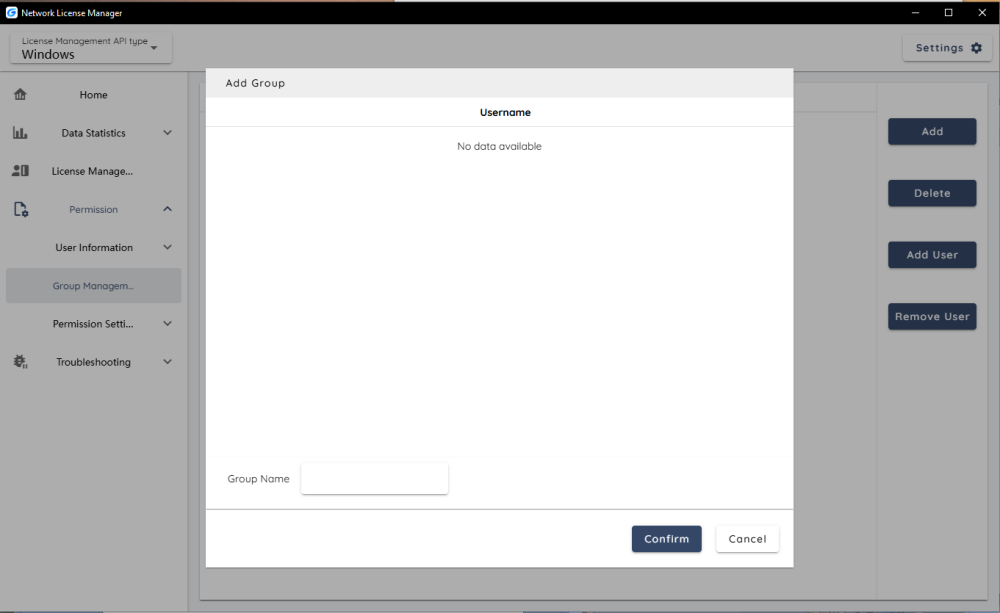 Network License Manager
License Management API type
Windows
Settings
Home
Data Statistics
License Manage...
Permission
User Information
Group Managem...
Permission Setti...
Troubleshooting
Add Group
Username
No data available
Group Name
Confirm
Cancel
Add
Delete
Add User
Remove User